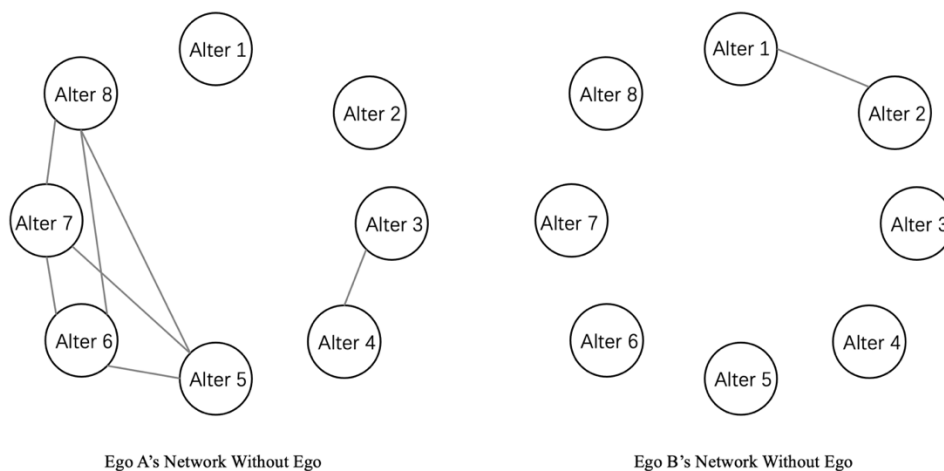 Alter 1
Alter 8
Alter 2
Alter 7
Alter 3
Alter 6
Alter 4
Alter 5
Ego A's Network Without Ego
Alter 1
Alter 8
Alter 2
Alter 7
Alter 3
Alter 6
Alter 4
Alter 5
Ego B's Network Without Ego